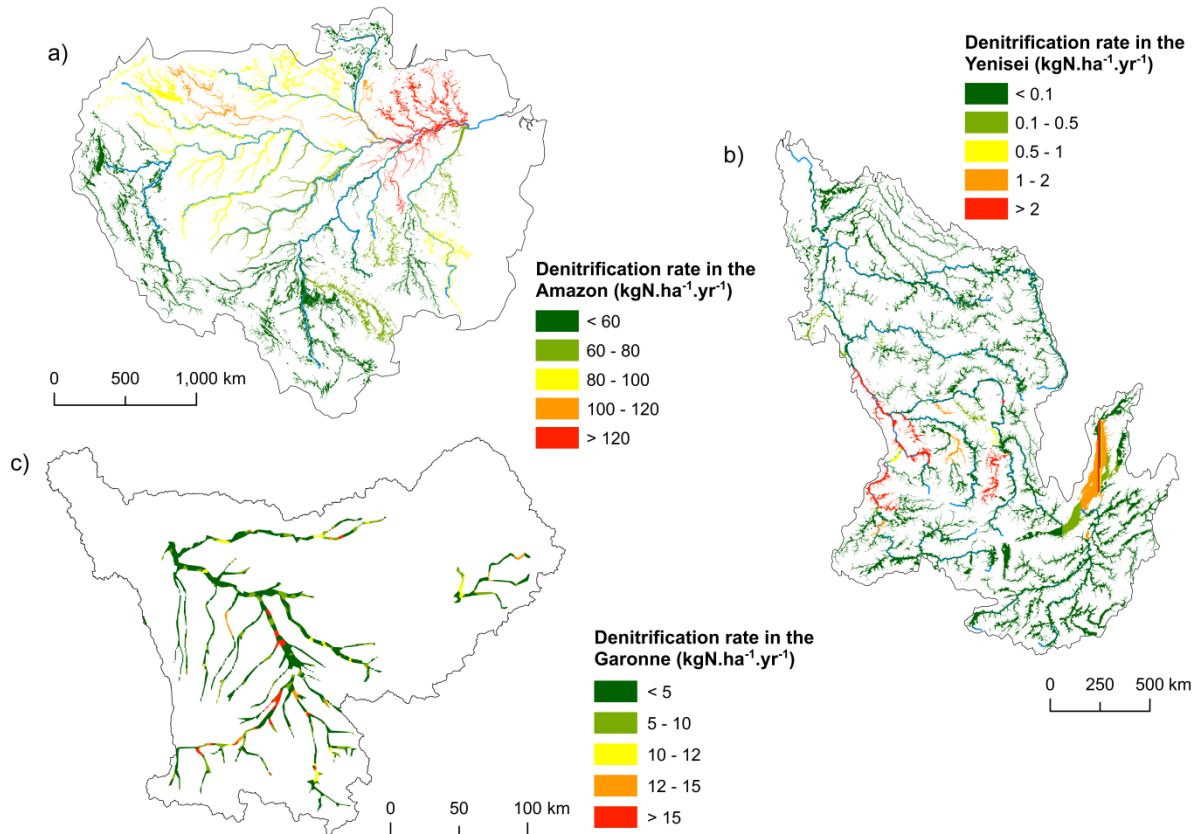 a)
Denitrification rate in the
Amazon (kgN.ha⁻¹.yr⁻¹)
< 60
60 - 80
80 - 100
100 - 120
> 120
0 500 1,000 km
Denitrification rate in the
Yenisei (kgN.ha⁻¹.yr⁻¹)
< 0.1
0.1 - 0.5
0.5 - 1
1 - 2
> 2
b)
0 250 500 km
c)
Denitrification rate in the
Garonne (kgN.ha⁻¹.yr⁻¹)
< 5
5 - 10
10 - 12
12 - 15
> 15
0 50 100 km